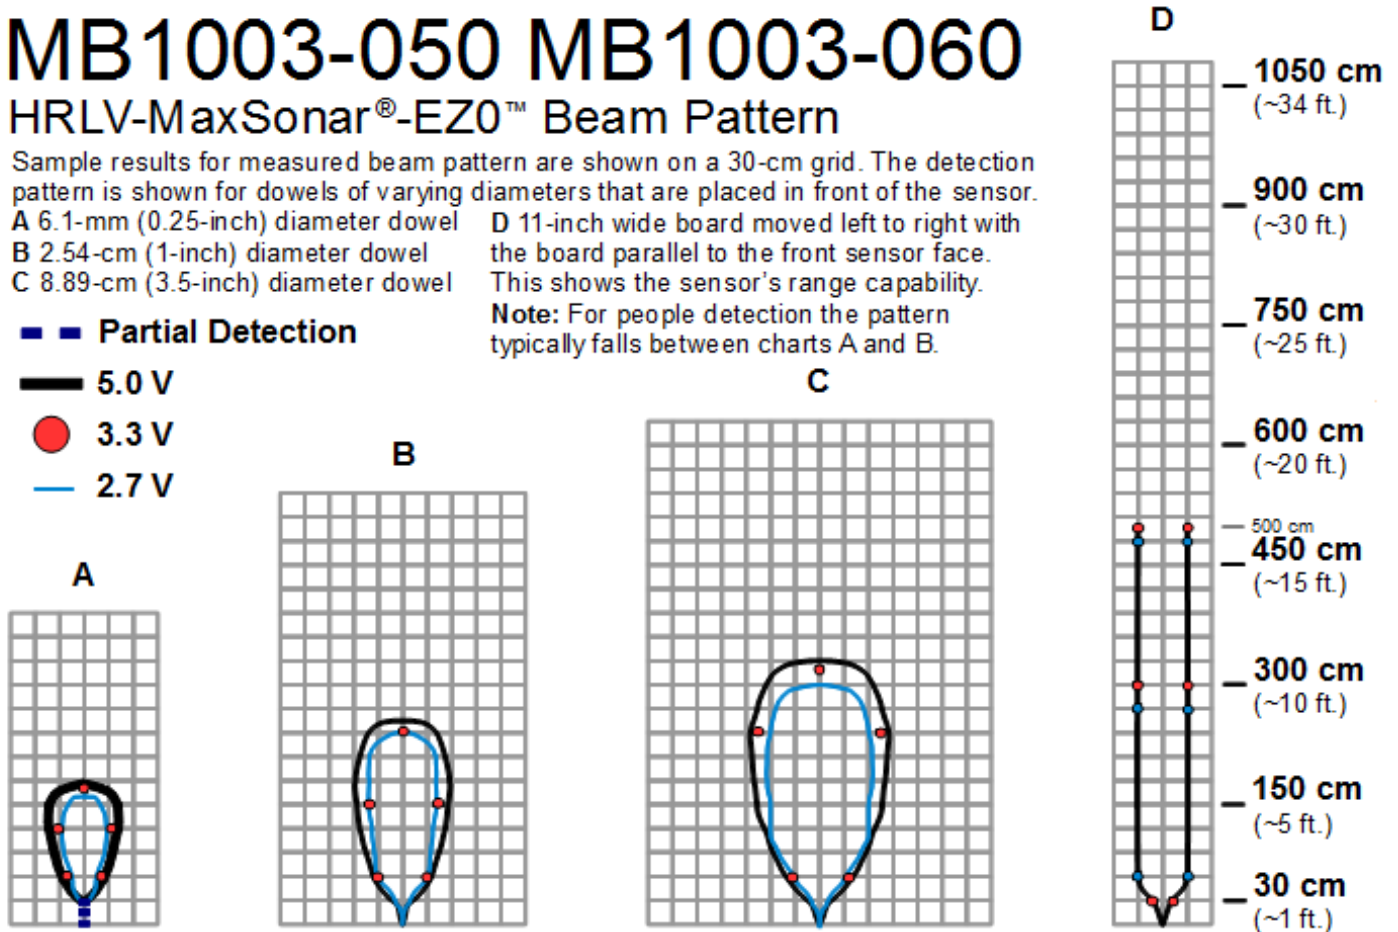 MB1003-050 MB1003-060
HRLV-MaxSonar®-EZ0™ Beam Pattern
Sample results for measured beam pattern are shown on a 30-cm grid. The detection
pattern is shown for dowels of varying diameters that are placed in front of the sensor.
A 6.1-mm (0.25-inch) diameter dowel
B 2.54-cm (1-inch) diameter dowel
C 8.89-cm (3.5-inch) diameter dowel
D 11-inch wide board moved left to right with
the board parallel to the front sensor face.
This shows the sensor's range capability.
Note: For people detection the pattern
typically falls between charts A and B.
Partial Detection
5.0 V
3.3 V
2.7 V
A
B
C
D
1050 cm
(~34 ft.)
900 cm
(~30 ft.)
750 cm
(~25 ft.)
600 cm
(~20 ft.)
500 cm
450 cm
(~15 ft.)
300 cm
(~10 ft.)
150 cm
(~5 ft.)
30 cm
(~1 ft.)